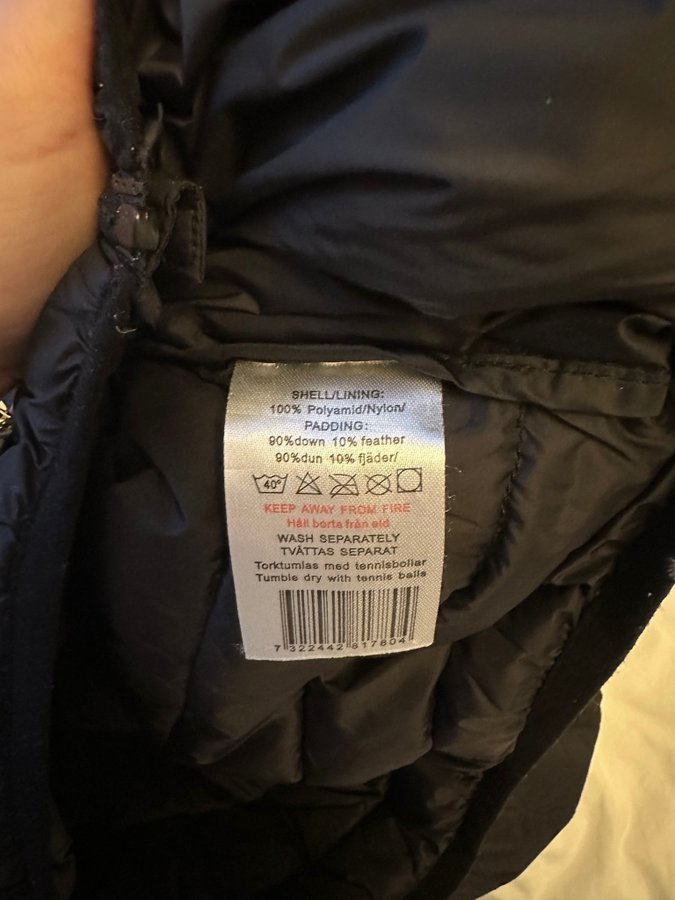 SHELL/LINING:
100% Polyamid/Nylon/
PADDING:
90%down 10% feather
90%dun 10% fjäder/
40°
KEEP AWAY FROM FIRE
Håll borta från eld
WASH SEPARATELY
TVÄTTAS SEPARAT
Torktumlas med tennisbollar
Tumble dry with tennis balls
7 322442 817604